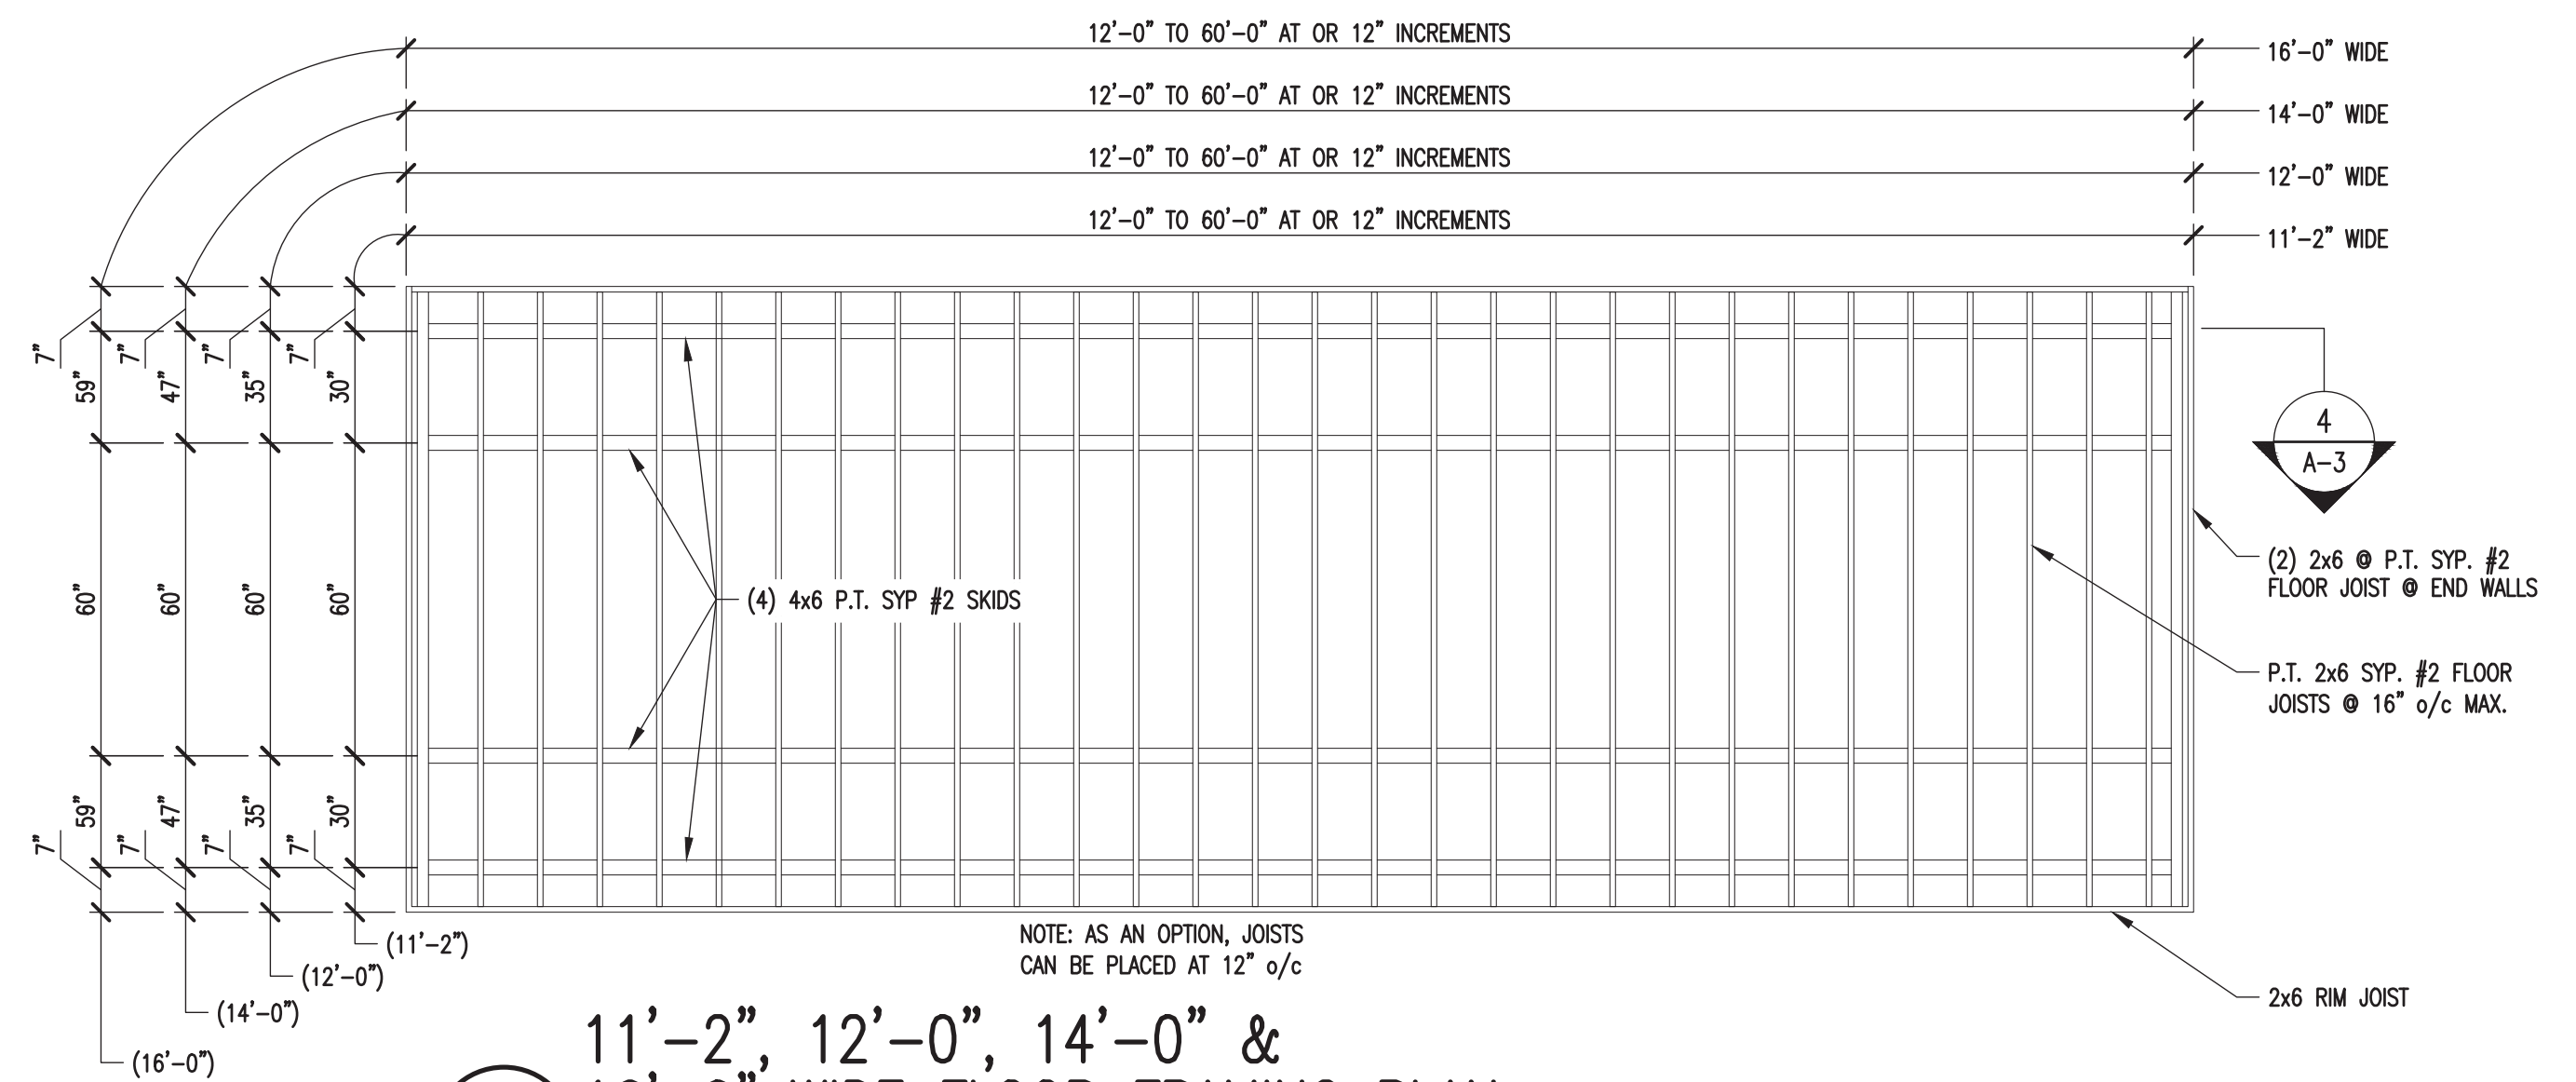 12'-0" TO 60'-0" AT OR 12" INCREMENTS
16'-0" WIDE
12'-0" TO 60'-0" AT OR 12" INCREMENTS
14'-0" WIDE
12'-0" TO 60'-0" AT OR 12" INCREMENTS
12'-0" WIDE
12'-0" TO 60'-0" AT OR 12" INCREMENTS
11'-2" WIDE
7"
7"
7"
7"
59"
47"
35"
30"
4
A-3
60"
60"
60"
60"
(4) 4x6 P.T. SYP #2 SKIDS
(2) 2x6 @ P.T. SYP. #2
FLOOR JOIST @ END WALLS
P.T. 2x6 SYP. #2 FLOOR
JOISTS @ 16" o/c MAX.
59"
47"
35"
30"
7"
7"
7"
7"
(11'-2")
(12'-0")
(14'-0")
(16'-0")
NOTE: AS AN OPTION, JOISTS
CAN BE PLACED AT 12" o/c
2x6 RIM JOIST
11'-2", 12'-0", 14'-0" &
WIDE FLOOR FRAMING PLAN